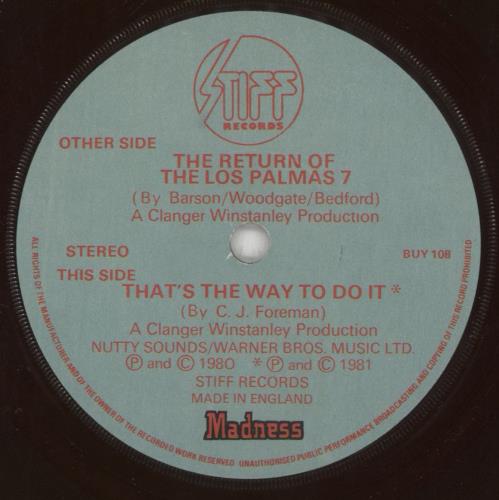 STIFF
RECORDS
OTHER SIDE
THE RETURN OF
THE LOS PALMAS 7
(By Barson/Woodgate/Bedford)
A Clanger Winstanley Production
STEREO
BUY 108
THIS SIDE
THAT'S THE WAY TO DO IT *
(By C. J. Foreman)
A Clanger Winstanley Production
NUTTY SOUNDS/WARNER BROS. MUSIC LTD.
Ⓟ and © 1980 * Ⓟ and © 1981
STIFF RECORDS
MADE IN ENGLAND
Madness
ALL RIGHTS OF THE MANUFACTURER AND OF THE OWNER OF THE RECORDED WORK RESERVED UNAUTHORISED PUBLIC PERFORMANCE BROADCASTING AND COPYING OF THIS RECORD PROHIBITED